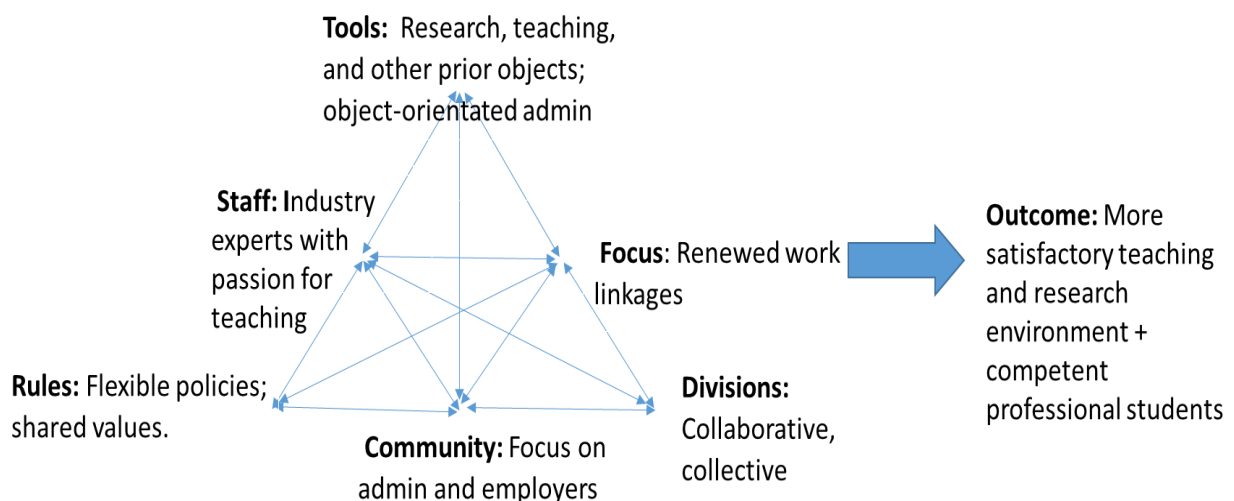 Tools: Research, teaching,
and other prior objects;
object-orientated admin
Staff: Industry
experts with
passion for
teaching
Focus: Renewed work
linkages
Outcome: More
satisfactory teaching
and research
environment +
competent
professional students
Rules: Flexible policies;
shared values.
Community: Focus on
admin and employers
Divisions:
Collaborative,
collective